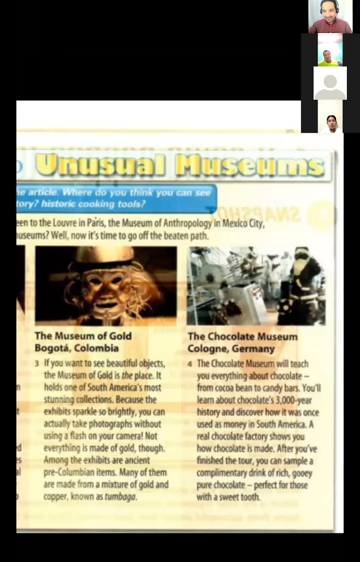 Unusual Museums
he article. Where do you think you can see
tory? historic cooking tools?
een to the Louvre in Paris, the Museum of Anthropology in Mexico City,
useums? Well, now it's time to go off the beaten path.
The Museum of Gold
Bogotá, Colombia
3 If you want to see beautiful objects,
the Museum of Gold is the place. It
holds one of South America's most
stunning collections. Because the
exhibits sparkle so brightly, you can
actually take photographs without
using a flash on your camera! Not
everything is made of gold, though.
Among the exhibits are ancient
pre-Columbian items. Many of them
are made from a mixture of gold and
copper, known as tumbaga.
The Chocolate Museum
Cologne, Germany
4 The Chocolate Museum will teach
you everything about chocolate –
from cocoa bean to candy bars. You'll
learn about chocolate's 3,000-year
history and discover how it was once
used as money in South America. A
real chocolate factory shows you
how chocolate is made. After you've
finished the tour, you can sample a
complimentary drink of rich, gooey
pure chocolate – perfect for those
with a sweet tooth.